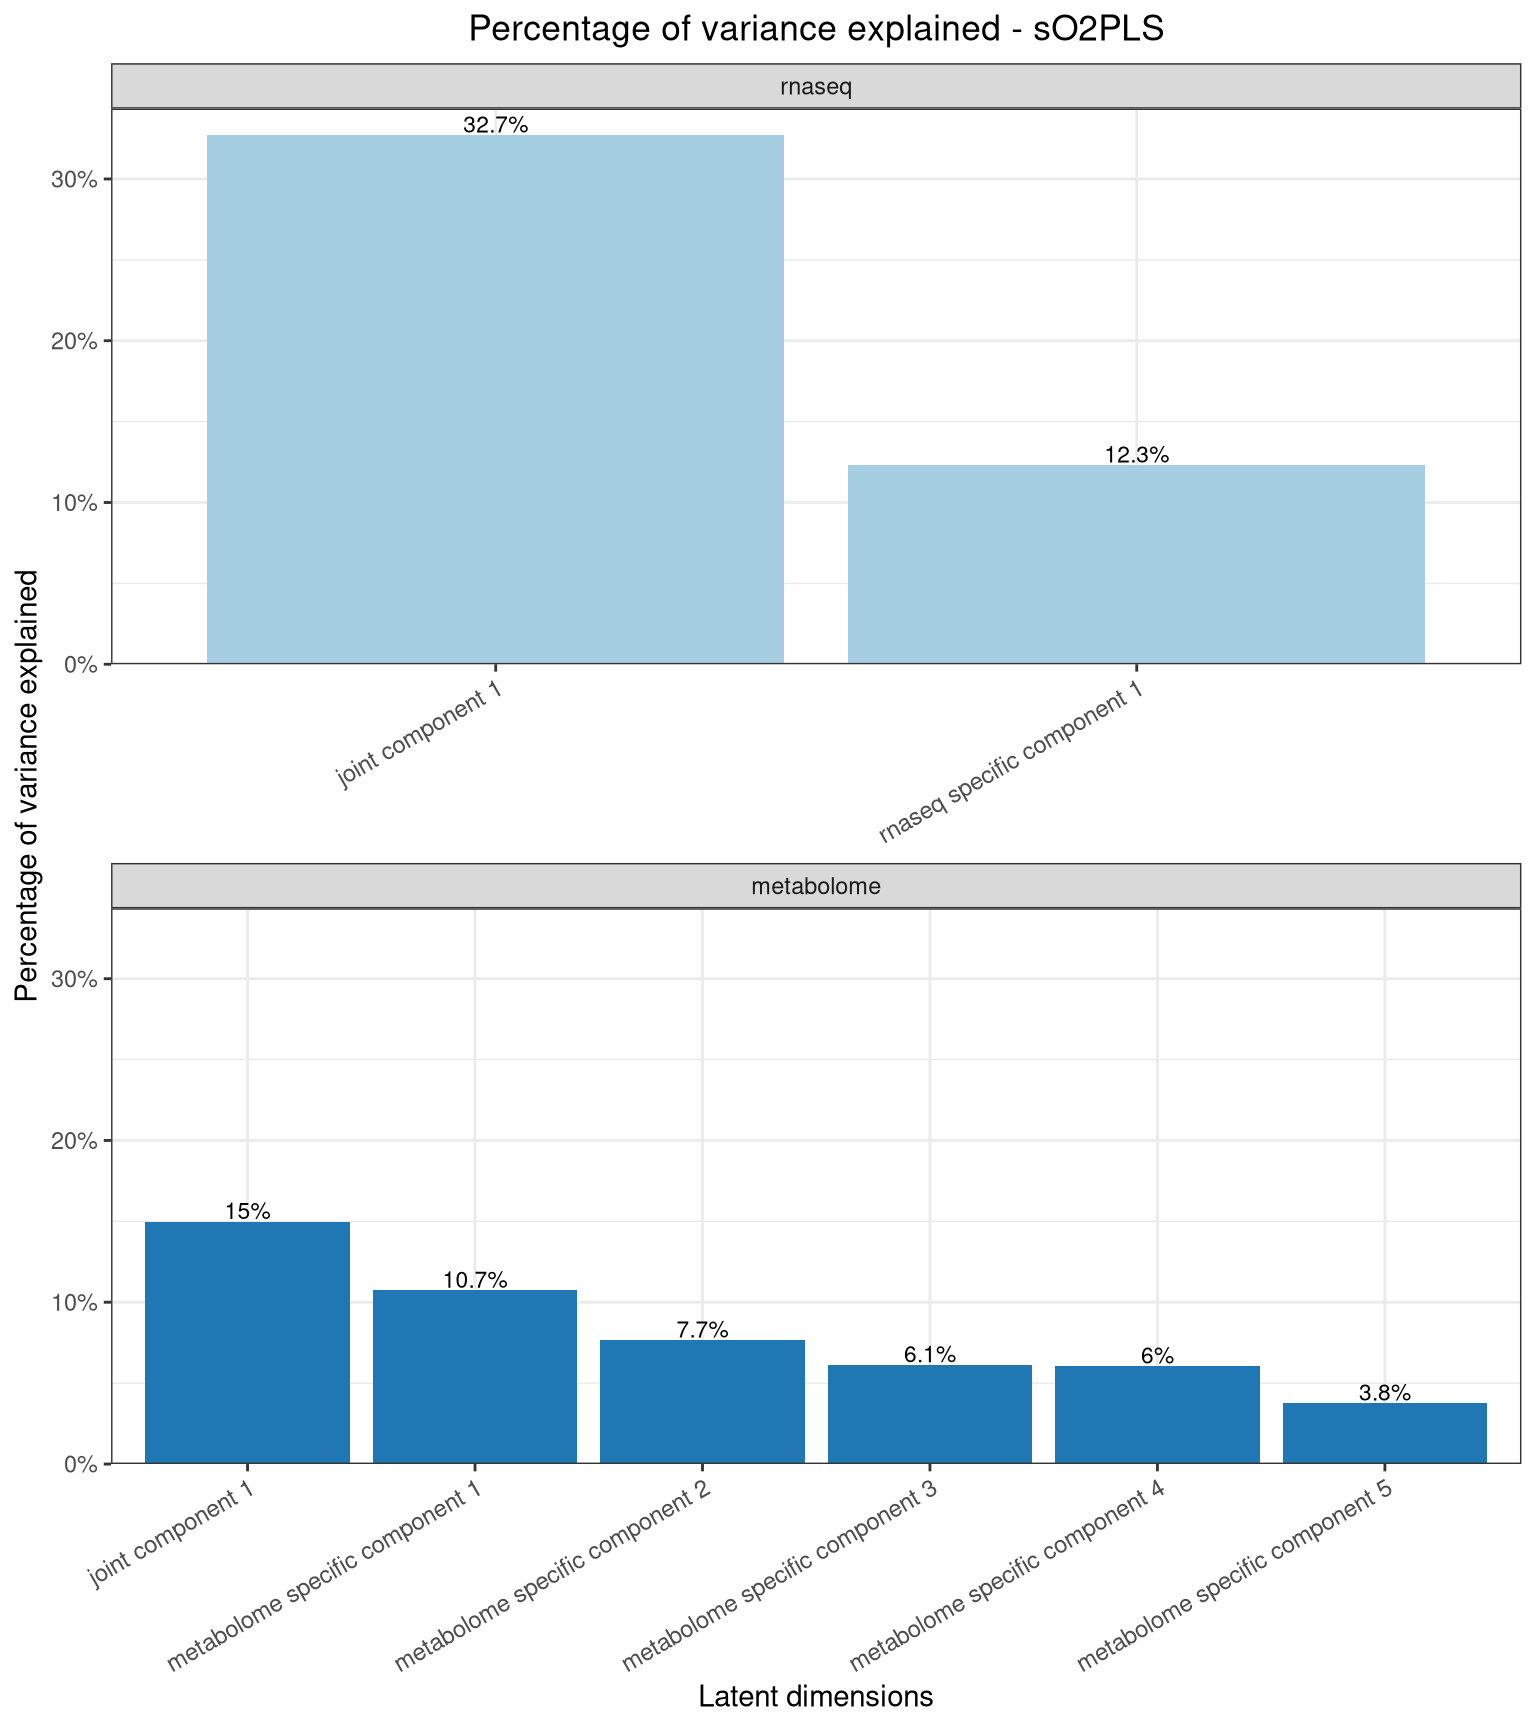 Percentage of variance explained - sO2PLS
rnaseq
32.7%
12.3%
30%
20%
10%
0%
joint component 1
rnaseq specific component 1
Percentage of variance explained
metabolome
30%
20%
10%
0%
15%
10.7%
7.7%
6.1%
6%
3.8%
joint component 1
metabolome specific component 1
metabolome specific component 2
metabolome specific component 3
metabolome specific component 4
metabolome specific component 5
Latent dimensions